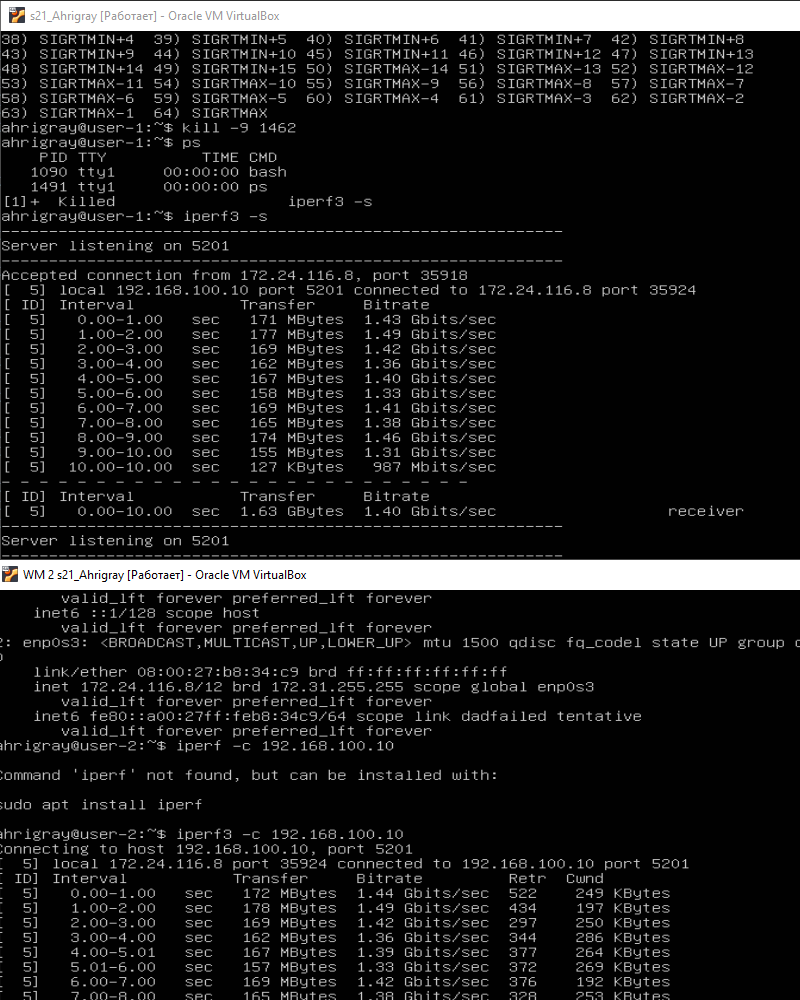 s21_Ahrigray [Работает] - Oracle VM VirtualBox
38) SIGRTMIN+4 39) SIGRTMIN+5 40) SIGRTMIN+6 41) SIGRTMIN+7 42) SIGRTMIN+8
43) SIGRTMIN+9 44) SIGRTMIN+10 45) SIGRTMIN+11 46) SIGRTMIN+12 47) SIGRTMIN+13
48) SIGRTMIN+14 49) SIGRTMIN+15 50) SIGRTMAX-14 51) SIGRTMAX-13 52) SIGRTMAX-12
53) SIGRTMAX-11 54) SIGRTMAX-10 55) SIGRTMAX-9 56) SIGRTMAX-8 57) SIGRTMAX-7
58) SIGRTMAX-6 59) SIGRTMAX-5 60) SIGRTMAX-4 61) SIGRTMAX-3 62) SIGRTMAX-2
63) SIGRTMAX-1 64) SIGRTMAX
ahrigray@user-1:~$ kill -9 1462
ahrigray@user-1:~$ ps
PID TTY TIME CMD
1090 tty1 00:00:00 bash
1491 tty1 00:00:00 ps
[1]+ Killed iperf3 -s
ahrigray@user-1:~$ iperf3 -s
-----------------------------------------------------------
Server listening on 5201
-----------------------------------------------------------
Accepted connection from 172.24.116.8, port 35918
[ 5] local 192.168.100.10 port 5201 connected to 172.24.116.8 port 35924
[ ID] Interval Transfer Bitrate
[ 5] 0.00-1.00 sec 171 MBytes 1.43 Gbits/sec
[ 5] 1.00-2.00 sec 177 MBytes 1.49 Gbits/sec
[ 5] 2.00-3.00 sec 169 MBytes 1.42 Gbits/sec
[ 5] 3.00-4.00 sec 162 MBytes 1.36 Gbits/sec
[ 5] 4.00-5.00 sec 167 MBytes 1.40 Gbits/sec
[ 5] 5.00-6.00 sec 158 MBytes 1.33 Gbits/sec
[ 5] 6.00-7.00 sec 169 MBytes 1.41 Gbits/sec
[ 5] 7.00-8.00 sec 165 MBytes 1.38 Gbits/sec
[ 5] 8.00-9.00 sec 174 MBytes 1.46 Gbits/sec
[ 5] 9.00-10.00 sec 155 MBytes 1.31 Gbits/sec
[ 5] 10.00-10.00 sec 127 KBytes 987 Mbits/sec
- - - - - - - - - - - - - - - - - - - - - - - - -
[ ID] Interval Transfer Bitrate
[ 5] 0.00-10.00 sec 1.63 GBytes 1.40 Gbits/sec receiver
-----------------------------------------------------------
Server listening on 5201
-----------------------------------------------------------
WM 2 s21_Ahrigray [Работает] - Oracle VM VirtualBox
valid_lft forever preferred_lft forever
inet6 ::1/128 scope host
valid_lft forever preferred_lft forever
2: enp0s3: <BROADCAST,MULTICAST,UP,LOWER_UP> mtu 1500 qdisc fq_codel state UP group
link/ether 08:00:27:b8:34:c9 brd ff:ff:ff:ff:ff:ff
inet 172.24.116.8/12 brd 172.31.255.255 scope global enp0s3
valid_lft forever preferred_lft forever
inet6 fe80::a00:27ff:feb8:34c9/64 scope link dadfailed tentative
valid_lft forever preferred_lft forever
ahrigray@user-2:~$ iperf -c 192.168.100.10
Command 'iperf' not found, but can be installed with:
sudo apt install iperf
ahrigray@user-2:~$ iperf3 -c 192.168.100.10
Connecting to host 192.168.100.10, port 5201
[ 5] local 172.24.116.8 port 35924 connected to 192.168.100.10 port 5201
[ ID] Interval Transfer Bitrate Retr Cwnd
[ 5] 0.00-1.00 sec 172 MBytes 1.44 Gbits/sec 522 249 KBytes
[ 5] 1.00-2.00 sec 178 MBytes 1.49 Gbits/sec 434 197 KBytes
[ 5] 2.00-3.00 sec 169 MBytes 1.42 Gbits/sec 297 250 KBytes
[ 5] 3.00-4.00 sec 162 MBytes 1.36 Gbits/sec 344 286 KBytes
[ 5] 4.00-5.01 sec 167 MBytes 1.39 Gbits/sec 377 264 KBytes
[ 5] 5.01-6.00 sec 157 MBytes 1.33 Gbits/sec 372 269 KBytes
[ 5] 6.00-7.00 sec 169 MBytes 1.42 Gbits/sec 376 192 KBytes
[ 5] 7.00-8.00 sec 165 MBytes 1.38 Gbits/sec 328 253 KBytes